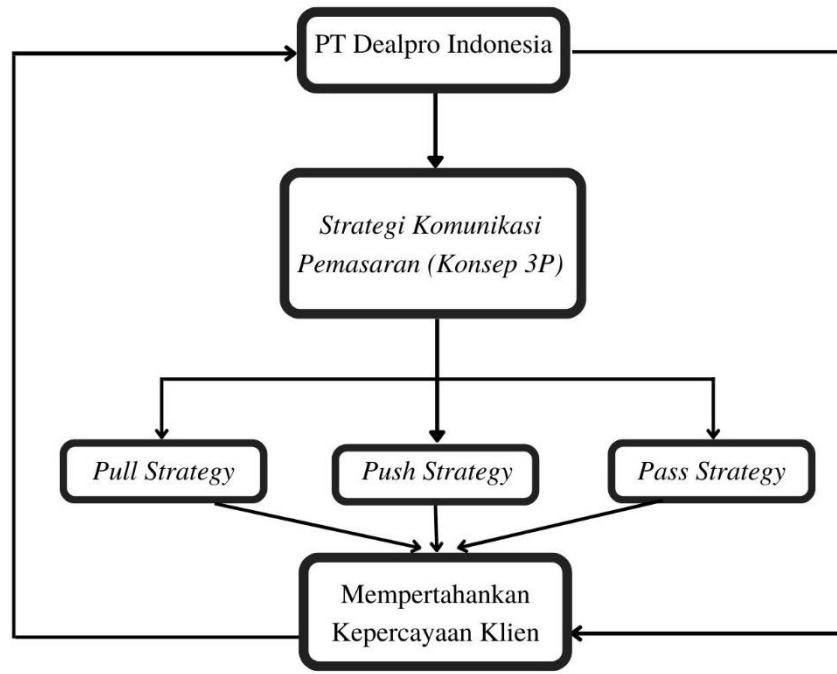 PT Dealpro Indonesia
Strategi Komunikasi
Pemasaran (Konsep 3P)
Pull Strategy
Push Strategy
Pass Strategy
Mempertahankan
Kepercayaan Klien